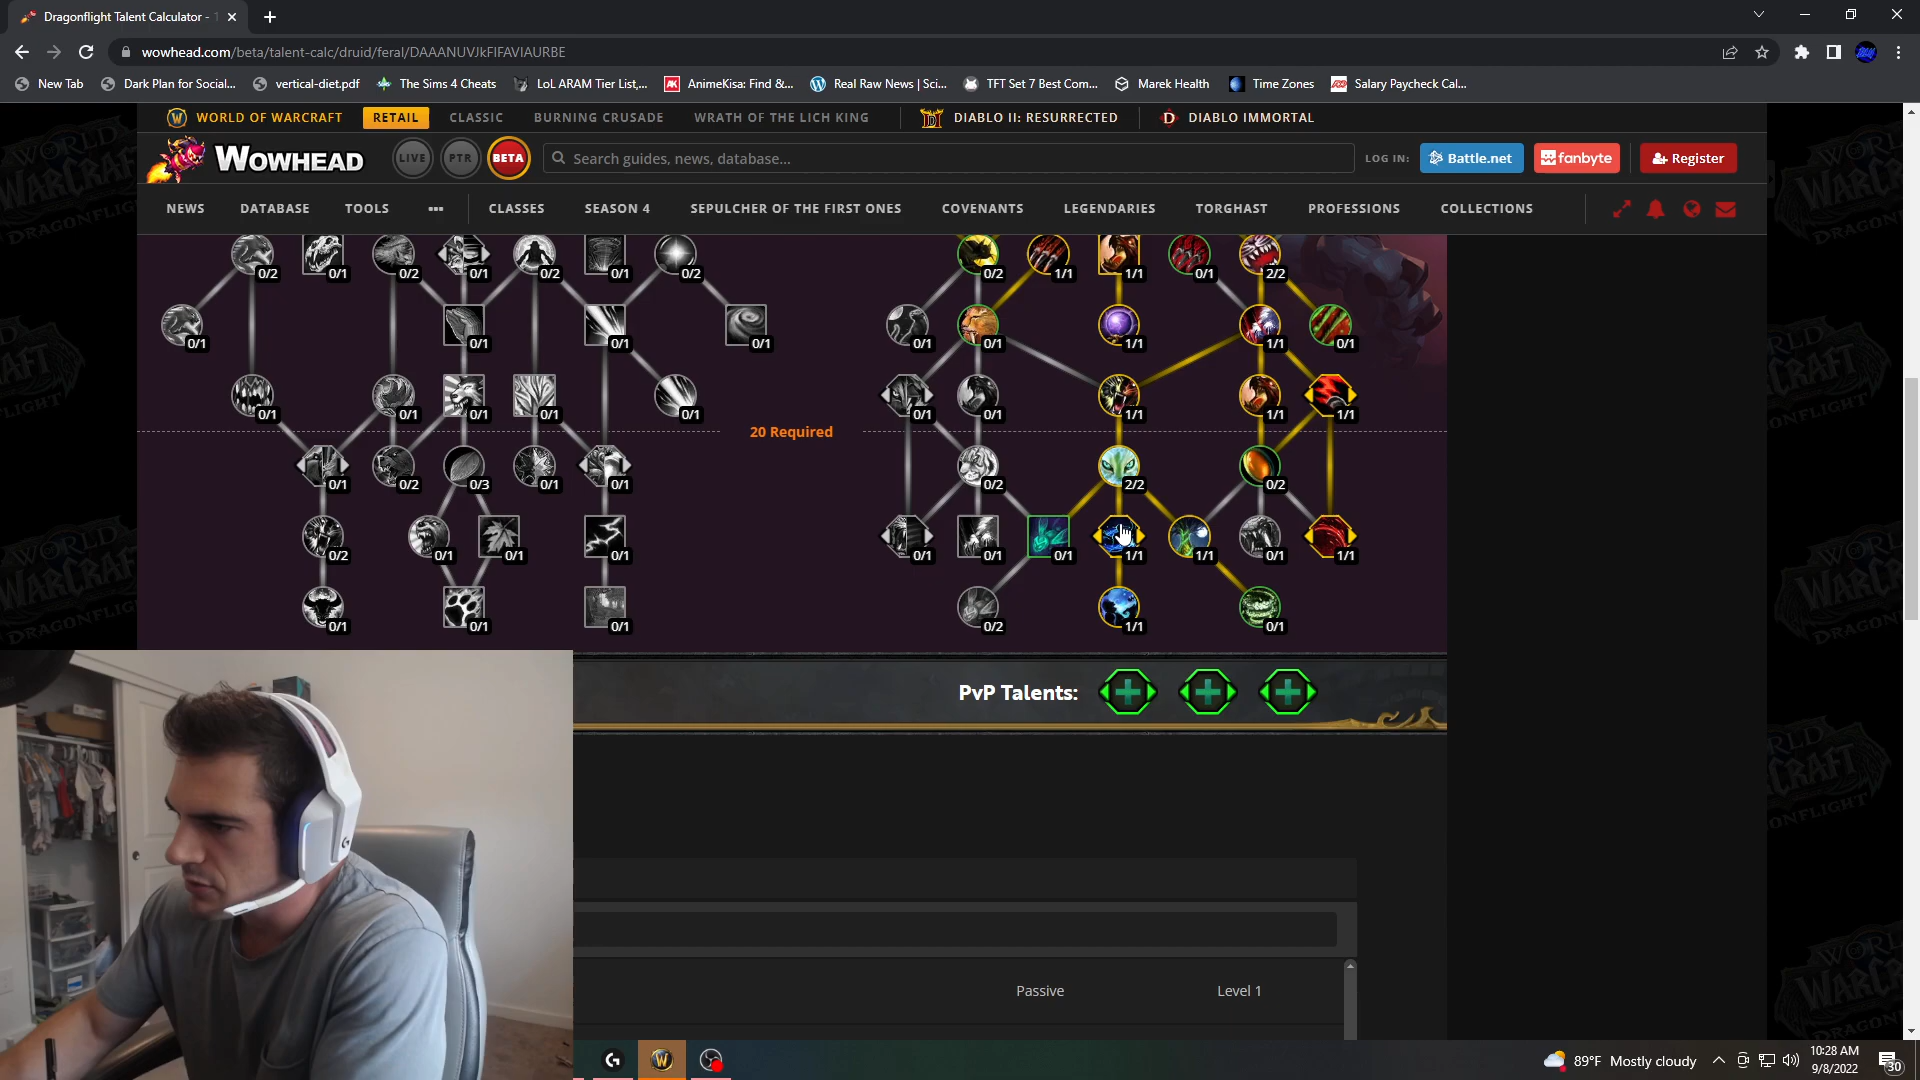 Dragonflight Talent Calculator - 1
wowhead.com/beta/talent-calc/druid/feral/DAAANUVJkFIFAVIAURBE
New Tab
Dark Plan for Social...
vertical-diet.pdf
The Sims 4 Cheats
LoL ARAM Tier List,...
AnimeKisa: Find &...
Real Raw News | Sci...
TFT Set 7 Best Com...
Marek Health
Time Zones
Salary Paycheck Cal...
WORLD OF WARCRAFT
RETAIL
CLASSIC
BURNING CRUSADE
WRATH OF THE LICH KING
DIABLO II: RESURRECTED
DIABLO IMMORTAL
WOWHEAD
LIVE
PTR
BETA
Search guides, news, database...
LOG IN:
Battle.net
fanbyte
Register
NEWS
DATABASE
TOOLS
•••
CLASSES
SEASON 4
SEPULCHER OF THE FIRST ONES
COVENANTS
LEGENDARIES
TORGHAST
PROFESSIONS
COLLECTIONS
0/2 0/1 0/2 0/1 0/2 0/1 0/2 0/2 1/1 1/1 0/1 2/2
0/1 0/1 0/1 0/1 0/1 0/1 1/1 1/1 0/1
0/1 0/1 0/1 0/1 0/1 0/1 0/1 1/1 1/1 1/1
20 Required
0/1 0/2 0/3 0/1 0/1 0/2 2/2 0/2
0/2 0/1 0/1 0/1 0/1 0/1 0/1 1/1 1/1 0/1 1/1
0/1 0/1 0/1 0/2 1/1 0/1
PvP Talents:
Passive
Level 1
89°F Mostly cloudy
10:28 AM
9/8/2022
30